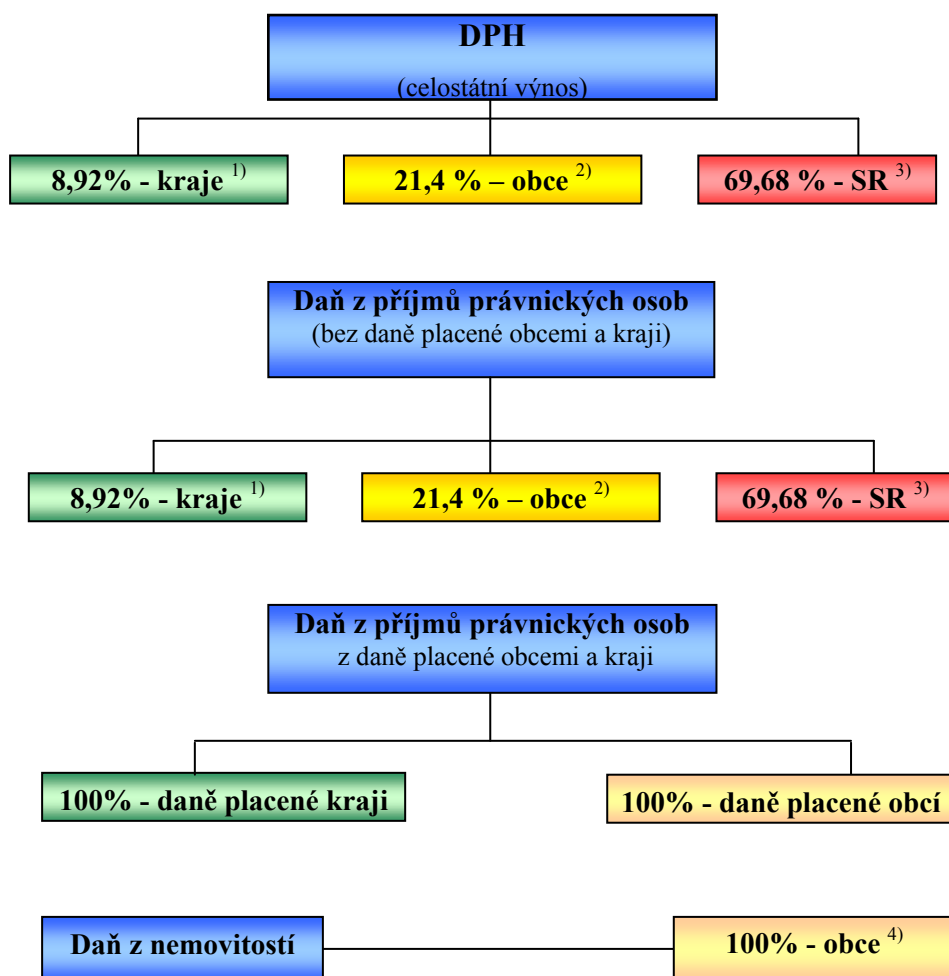 DPH
(celostátní výnos)
8,92% - kraje 1)
21,4 % – obce 2)
69,68 % - SR 3)
Daň z příjmů právnických osob
(bez daně placené obcemi a kraji)
8,92% - kraje 1)
21,4 % – obce 2)
69,68 % - SR 3)
Daň z příjmů právnických osob
z daně placené obcemi a kraji
100% - daně placené kraji
100% - daně placené obcí
Daň z nemovitostí
100% - obce 4)